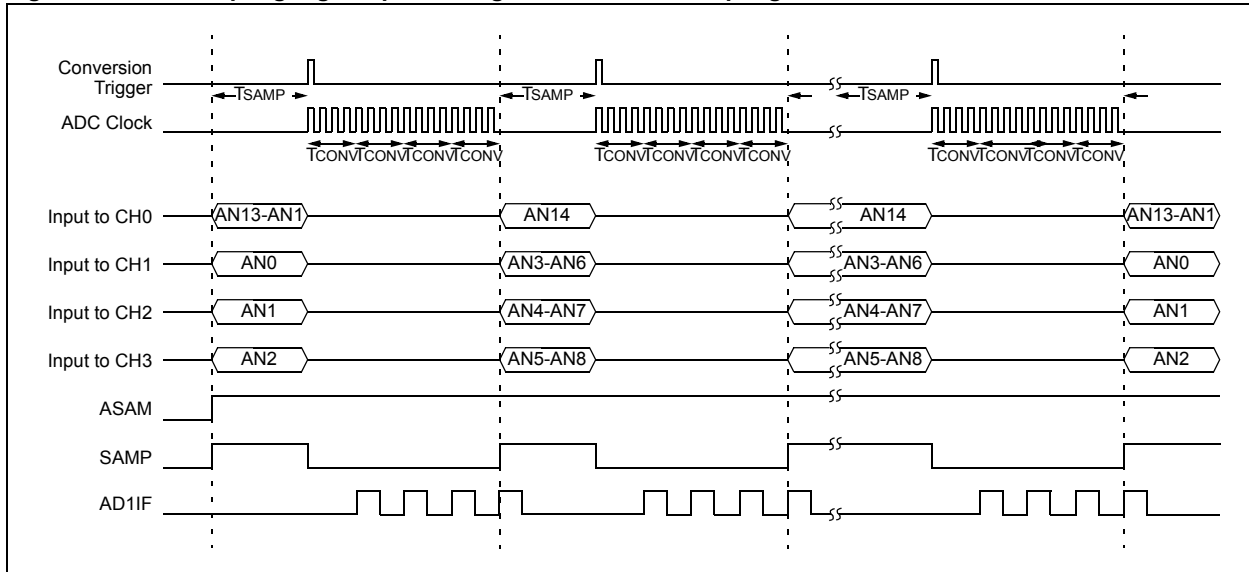 Conversion
Trigger
TSAMP TSAMP TSAMP
ADC Clock
TCONV TCONV TCONV TCONV TCONV TCONV TCONV TCONV TCONV TCONV TCONV TCONV
Input to CH0 AN13-AN1 AN14 AN14 AN13-AN1
Input to CH1 AN0 AN3-AN6 AN3-AN6 AN0
Input to CH2 AN1 AN4-AN7 AN4-AN7 AN1
Input to CH3 AN2 AN5-AN8 AN5-AN8 AN2
ASAM
SAMP
AD1IF